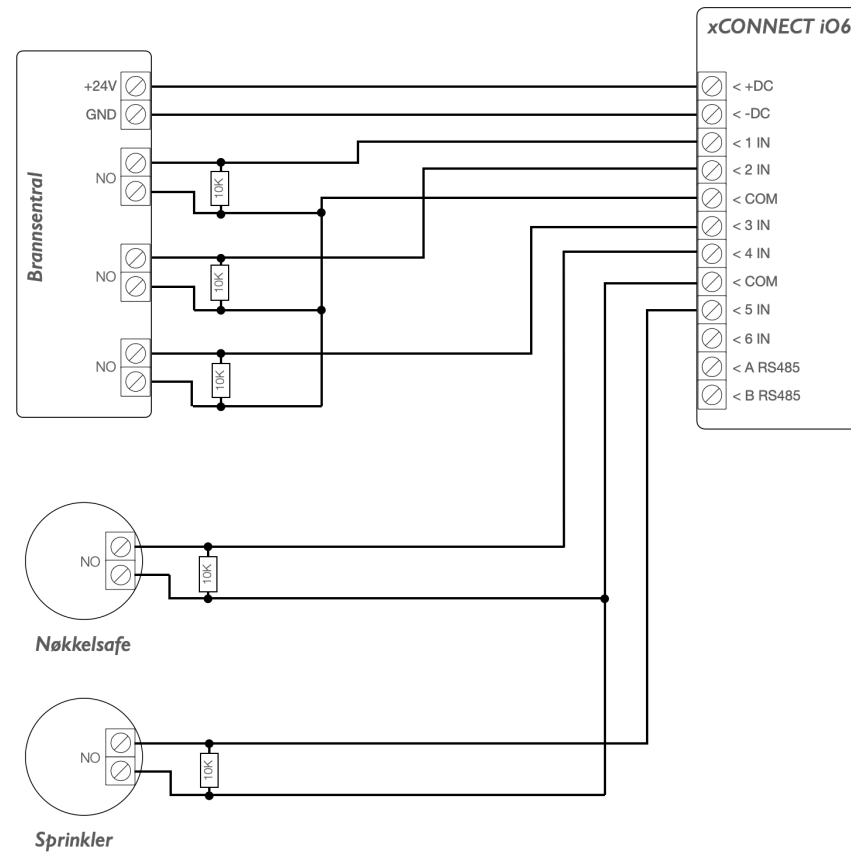 xCONNECT iO6
Brannsentral
+24V
GND
NO
10K
NO
10K
NO
10K
< +DC
< -DC
< 1 IN
< 2 IN
< COM
< 3 IN
< 4 IN
< COM
< 5 IN
< 6 IN
< A RS485
< B RS485
NO
10K
Nøkkelsafe
NO
10K
Sprinkler